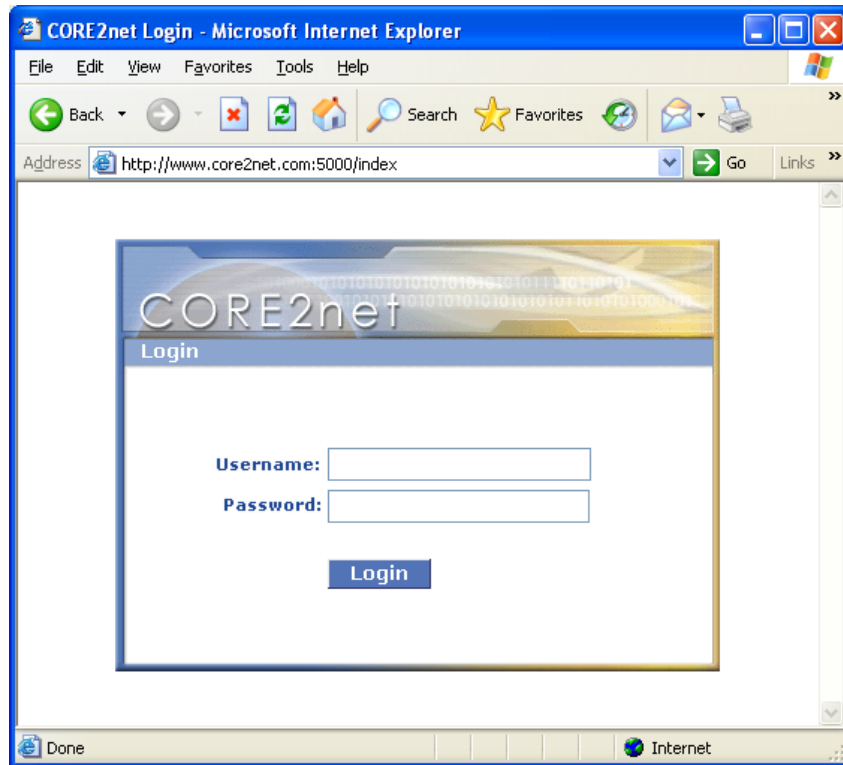 CORE2net Login - Microsoft Internet Explorer
File Edit View Favorites Tools Help
Back Search Favorites »
Address http://www.core2net.com:5000/index Go Links »
CORE2net
Login
Username:
Password:
Login
Done Internet